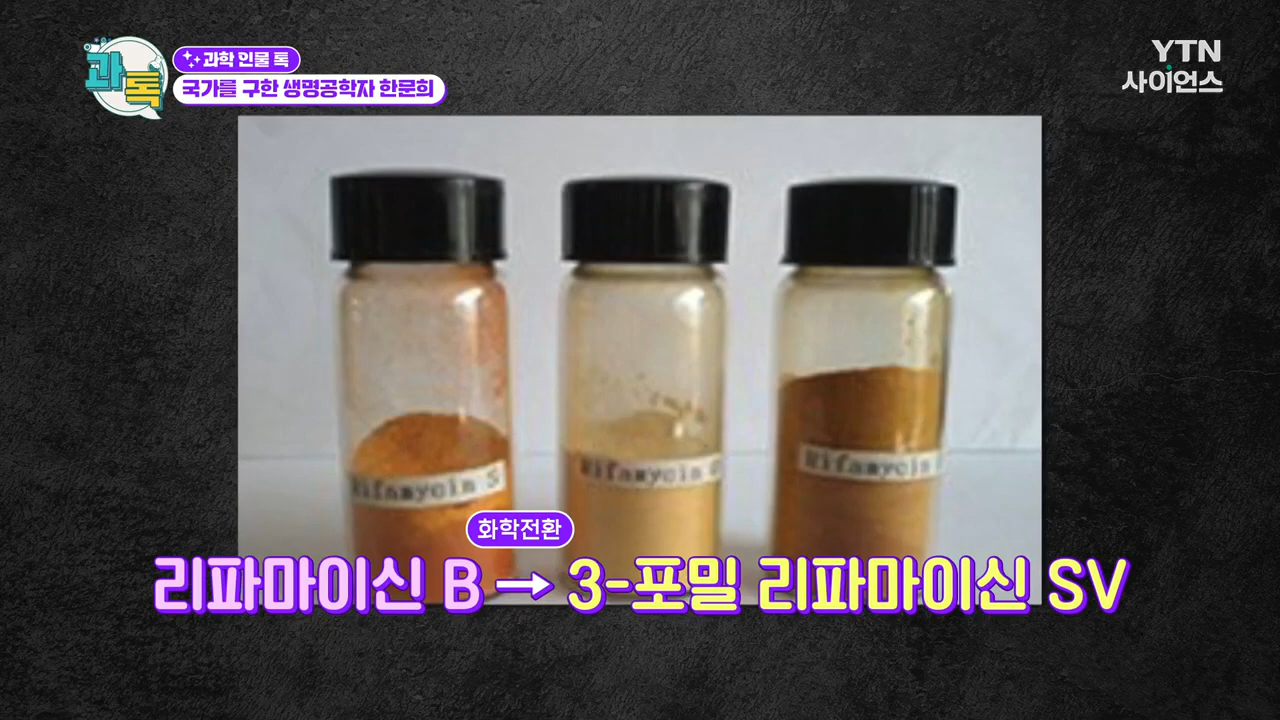 과톡
과학 인물 톡
국가를 구한 생명공학자 한문희
YTN
사이언스
Rifamycin S
Rifamycin
Rifamycin
화학전환
리파마이신 B → 3-포밀 리파마이신 SV